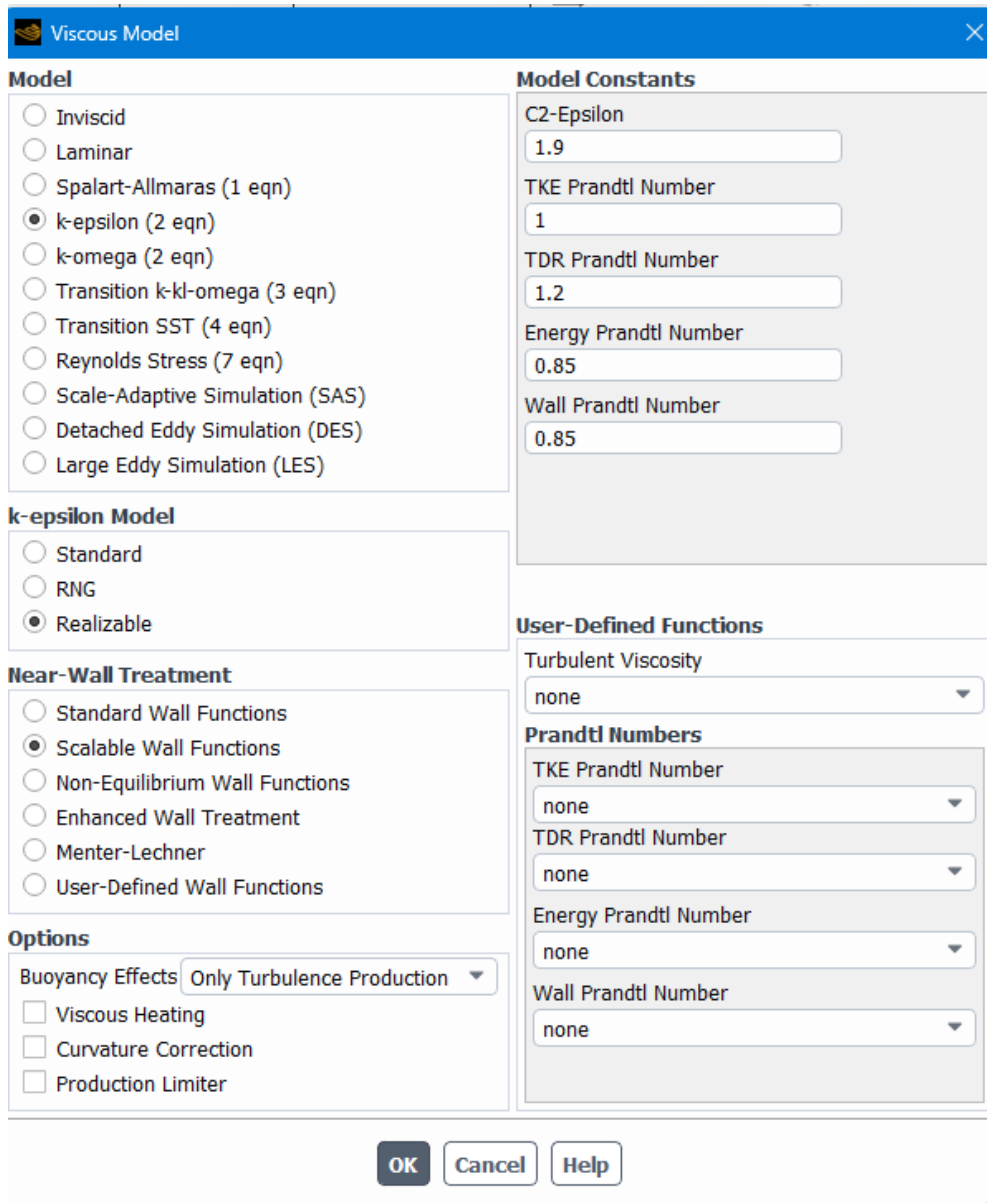 Viscous Model
Model
Inviscid
Laminar
Spalart-Allmaras (1 eqn)
k-epsilon (2 eqn)
k-omega (2 eqn)
Transition k-kl-omega (3 eqn)
Transition SST (4 eqn)
Reynolds Stress (7 eqn)
Scale-Adaptive Simulation (SAS)
Detached Eddy Simulation (DES)
Large Eddy Simulation (LES)
k-epsilon Model
Standard
RNG
Realizable
Near-Wall Treatment
Standard Wall Functions
Scalable Wall Functions
Non-Equilibrium Wall Functions
Enhanced Wall Treatment
Menter-Lechner
User-Defined Wall Functions
Options
Buoyancy Effects Only Turbulence Production
Viscous Heating
Curvature Correction
Production Limiter
Model Constants
C2-Epsilon
1.9
TKE Prandtl Number
1
TDR Prandtl Number
1.2
Energy Prandtl Number
0.85
Wall Prandtl Number
0.85
User-Defined Functions
Turbulent Viscosity
none
Prandtl Numbers
TKE Prandtl Number
none
TDR Prandtl Number
none
Energy Prandtl Number
none
Wall Prandtl Number
none
OK Cancel Help